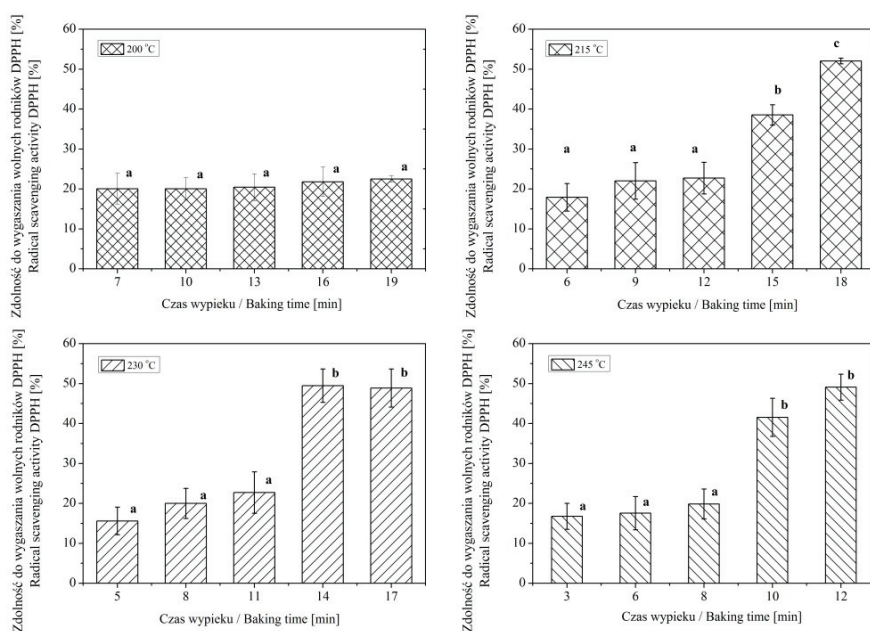 Zdolność do wygaszania wolnych rodników DPPH [%]
Radical scavenging activity DPPH [%]
60
50
40
30
20
10
0
200 °C
a
a
a
a
a
7
10
13
16
19
Czas wypieku / Baking time [min]
Zdolność do wygaszania wolnych rodników DPPH [%]
Radical scavenging activity DPPH [%]
60
50
40
30
20
10
0
215 °C
a
a
a
b
c
6
9
12
15
18
Czas wypieku / Baking time [min]
Zdolność do wygaszania wolnych rodników DPPH [%]
Radical scavenging activity DPPH [%]
60
50
40
30
20
10
0
230 °C
a
a
a
b
b
5
8
11
14
17
Czas wypieku / Baking time [min]
Zdolność do wygaszania wolnych rodników DPPH [%]
Radical scavenging activity DPPH [%]
60
50
40
30
20
10
0
245 °C
a
a
a
b
b
3
6
8
10
12
Czas wypieku / Baking time [min]